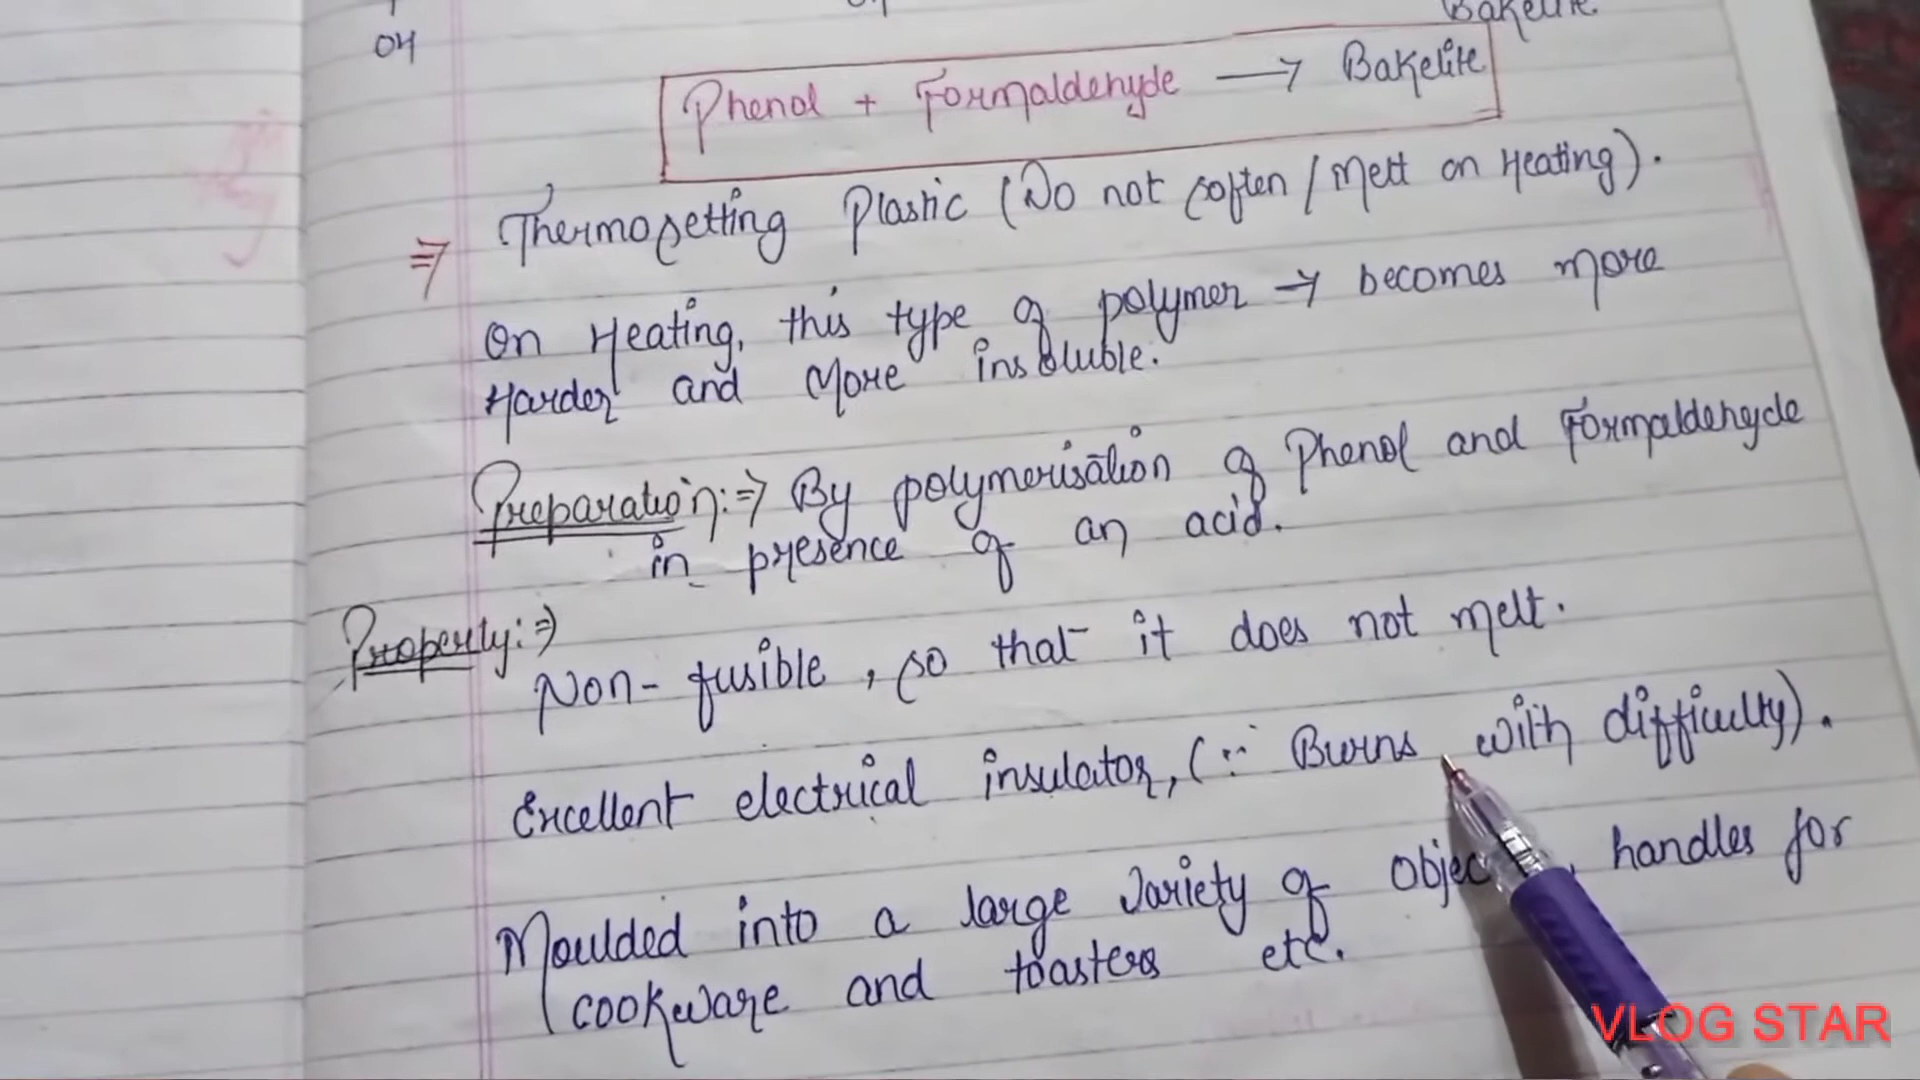 OH
Bakelite.
Phenol + Formaldehyde → Bakelite
⇒ Thermosetting Plastic (Do not soften / Melt on Heating).
On Heating, this type of polymer → becomes more
Harder and More insoluble.
Preparation:⇒ By polymerisation of Phenol and Formaldehyde
in presence of an acid.
Property:⇒
Non-fusible, so that it does not melt.
Excellent electrical insulator, (∵ Burns with difficulty).
Moulded into a large variety of objec , handles for
cookware and toasters etc.
VLOG STAR